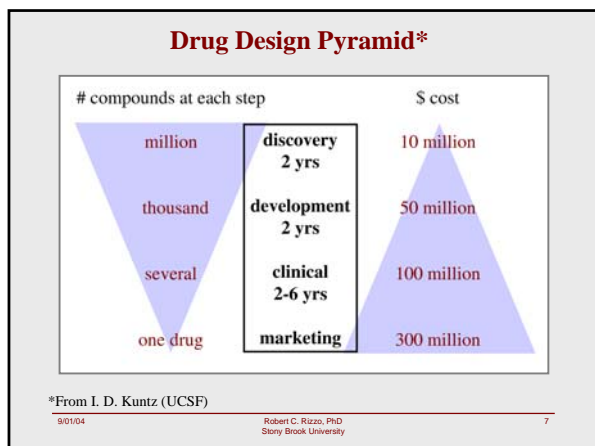 Drug Design Pyramid*
# compounds at each step $ cost
million discovery 10 million
2 yrs
thousand development 50 million
2 yrs
several clinical 100 million
2-6 yrs
one drug marketing 300 million
*From I. D. Kuntz (UCSF)
9/01/04 Robert C. Rizzo, PhD 7
Stony Brook University